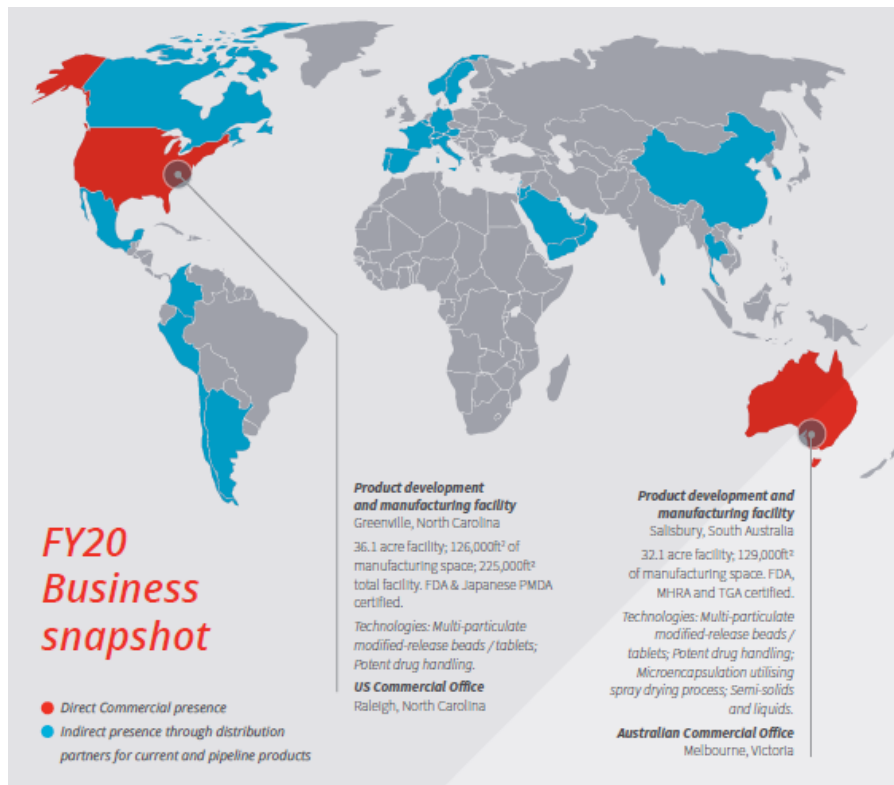 FY20
Business
snapshot
Direct Commercial presence
Indirect presence through distribution
partners for current and pipeline products
Product development
and manufacturing facility
Greenville, North Carolina
36.1 acre facility; 126,000ft² of
manufacturing space; 225,000ft²
total facility. FDA & Japanese PMDA
certified.
Technologies: Multi-particulate
modified-release beads / tablets;
Potent drug handling.
US Commercial Office
Raleigh, North Carolina
Product development and
manufacturing facility
Salisbury, South Australia
32.1 acre facility; 129,000ft²
of manufacturing space. FDA,
MHRA and TGA certified.
Technologies: Multi-particulate
modified-release beads /
tablets; Potent drug handling;
Microencapsulation utilising
spray drying process; Semi-solids
and liquids.
Australian Commercial Office
Melbourne, Victoria